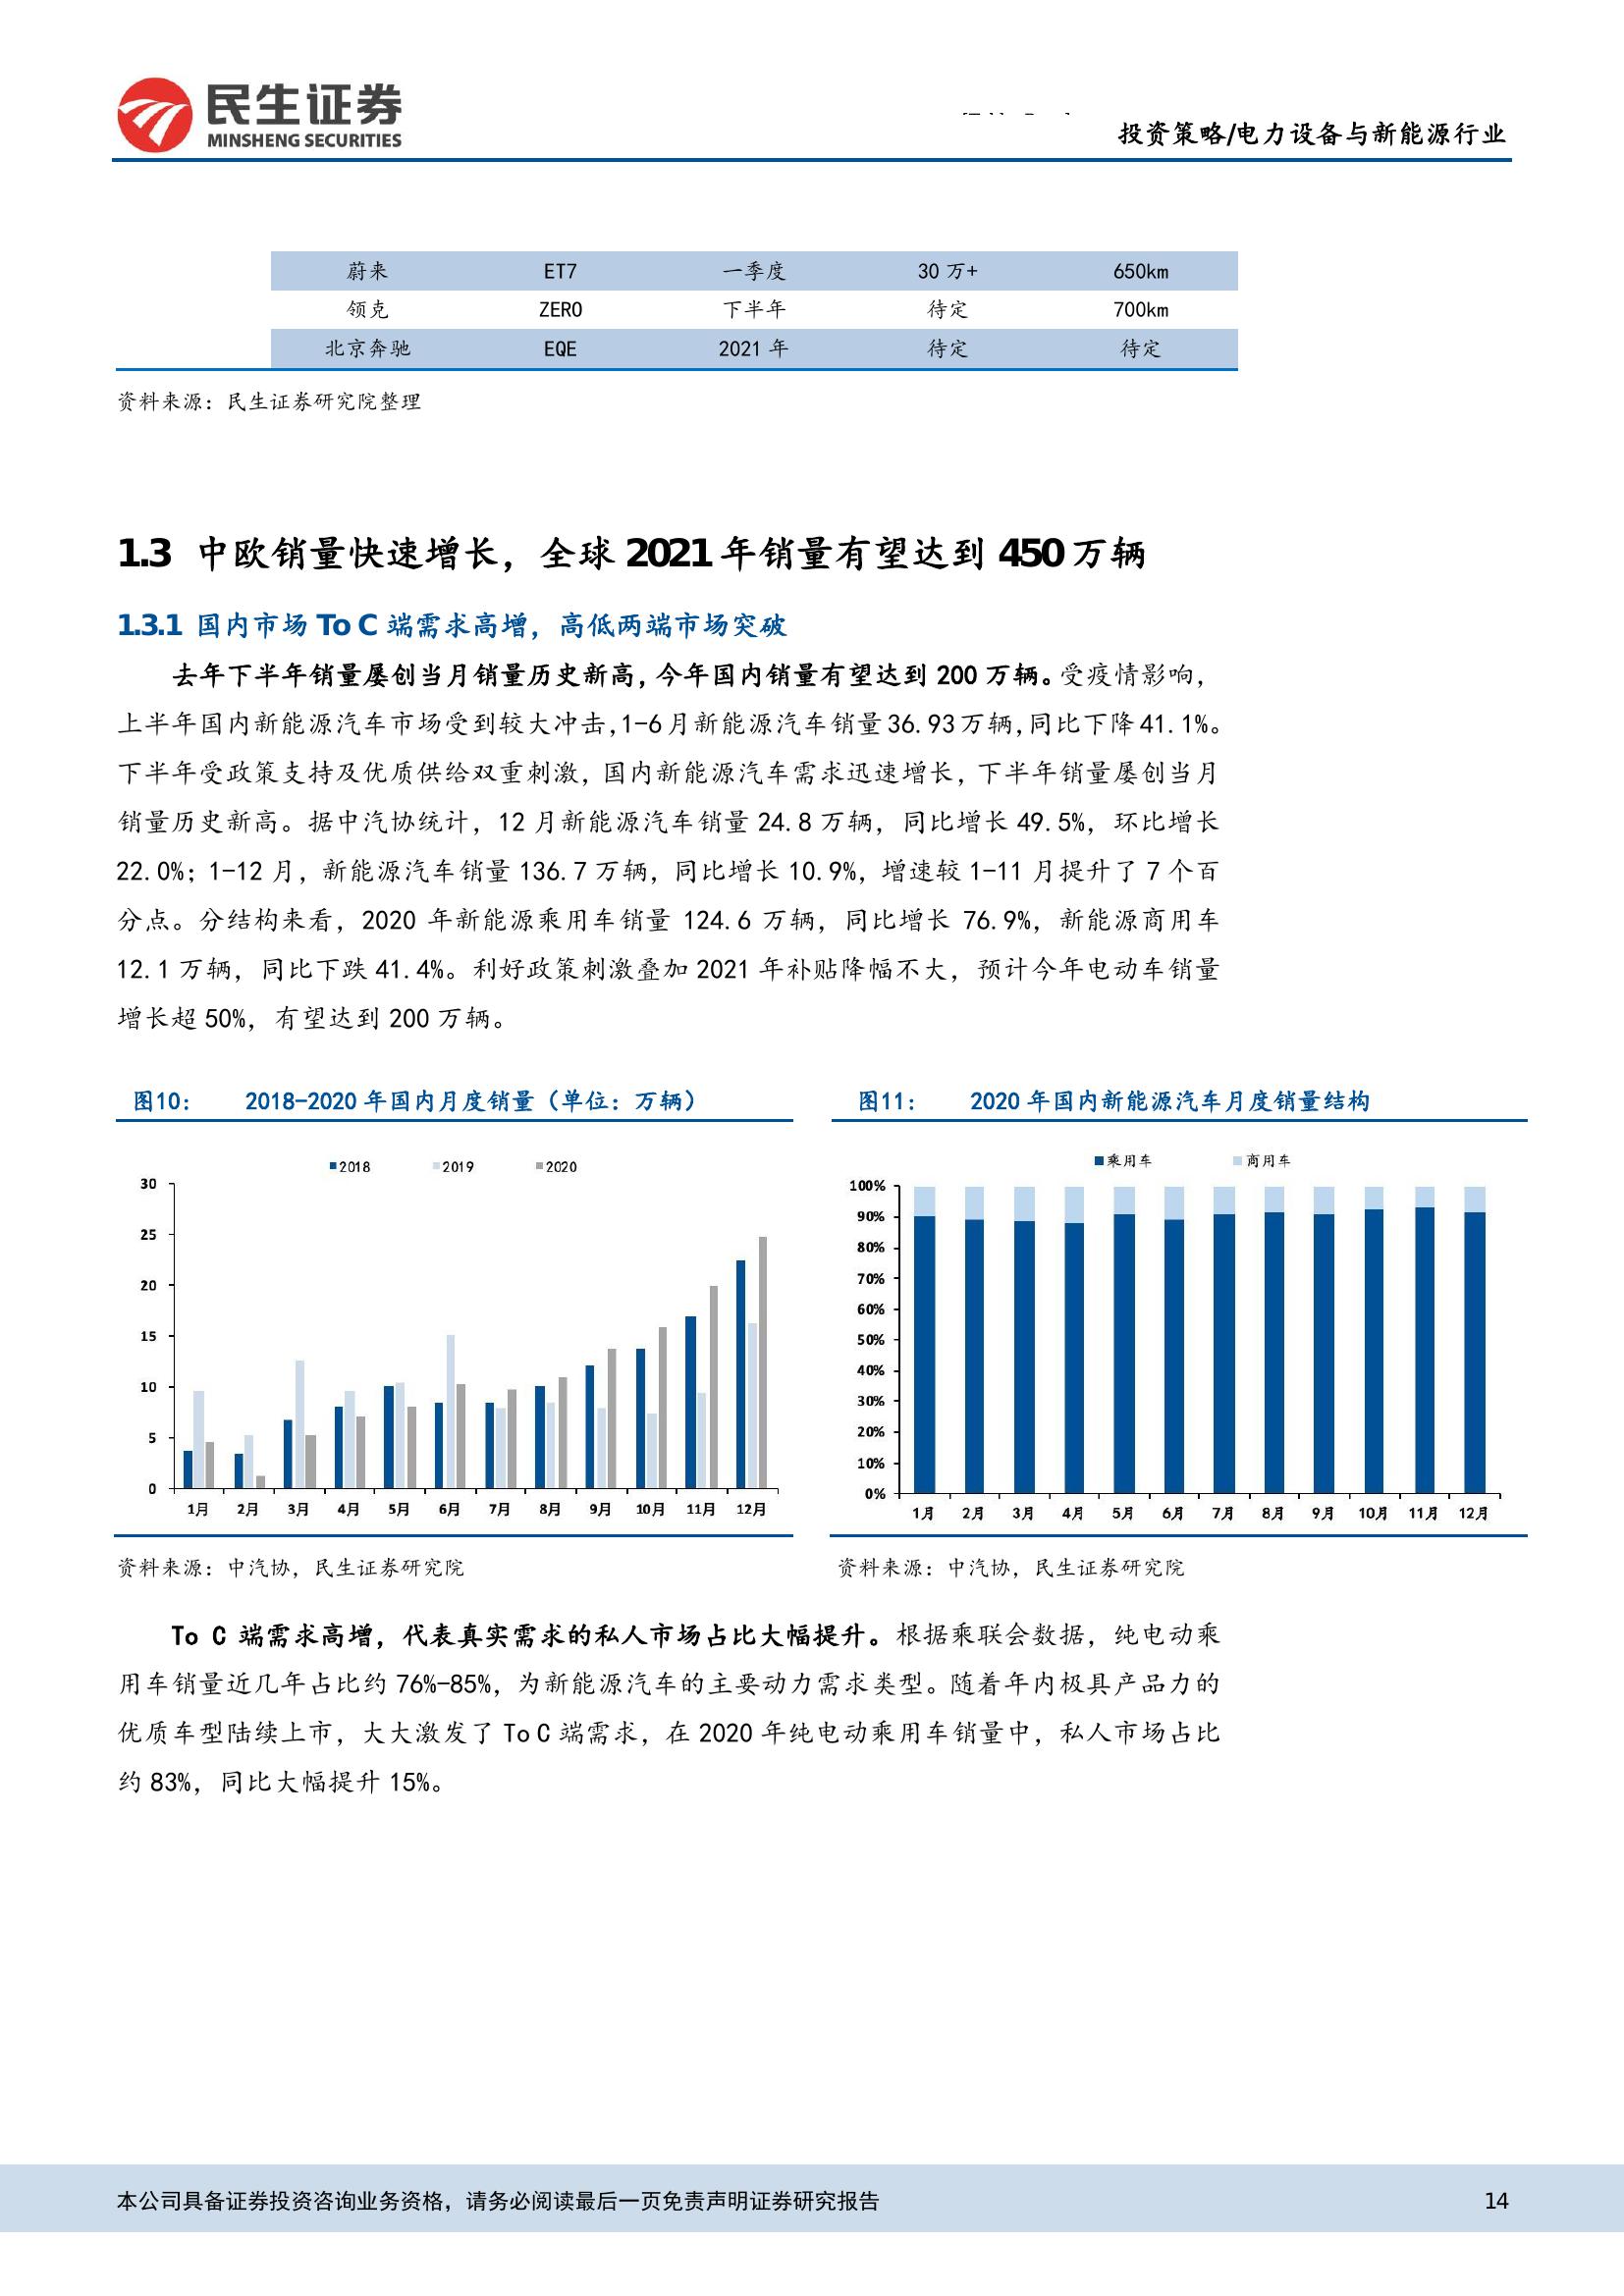 民生证券
MINSHENG SECURITIES
投资策略/电力设备与新能源行业
蔚来 ET7 一季度 30 万+ 650km
领克 ZERO 下半年 待定 700km
北京奔驰 EQE 2021 年 待定 待定
资料来源：民生证券研究院整理
1.3 中欧销量快速增长，全球 2021 年销量有望达到 450 万辆
1.3.1 国内市场 To C 端需求高增，高低两端市场突破
去年下半年销量屡创当月销量历史新高，今年国内销量有望达到 200 万辆。受疫情影响，
上半年国内新能源汽车市场受到较大冲击，1-6 月新能源汽车销量 36.93 万辆，同比下降 41.1%。
下半年受政策支持及优质供给双重刺激，国内新能源汽车需求迅速增长，下半年销量屡创当月
销量历史新高。据中汽协统计，12 月新能源汽车销量 24.8 万辆，同比增长 49.5%，环比增长
22.0%；1-12 月，新能源汽车销量 136.7 万辆，同比增长 10.9%，增速较 1-11 月提升了 7 个百
分点。分结构来看，2020 年新能源乘用车销量 124.6 万辆，同比增长 76.9%，新能源商用车
12.1 万辆，同比下跌 41.4%。利好政策刺激叠加 2021 年补贴降幅不大，预计今年电动车销量
增长超 50%，有望达到 200 万辆。
图10： 2018-2020 年国内月度销量（单位：万辆）
2018 2019 2020
30
25
20
15
10
5
0
1月 2月 3月 4月 5月 6月 7月 8月 9月 10月 11月 12月
资料来源：中汽协，民生证券研究院
图11： 2020 年国内新能源汽车月度销量结构
乘用车 商用车
100%
90%
80%
70%
60%
50%
40%
30%
20%
10%
0%
1月 2月 3月 4月 5月 6月 7月 8月 9月 10月 11月 12月
资料来源：中汽协，民生证券研究院
To C 端需求高增，代表真实需求的私人市场占比大幅提升。根据乘联会数据，纯电动乘
用车销量近几年占比约 76%-85%，为新能源汽车的主要动力需求类型。随着年内极具产品力的
优质车型陆续上市，大大激发了 To C 端需求，在 2020 年纯电动乘用车销量中，私人市场占比
约 83%，同比大幅提升 15%。
本公司具备证券投资咨询业务资格，请务必阅读最后一页免责声明证券研究报告 14